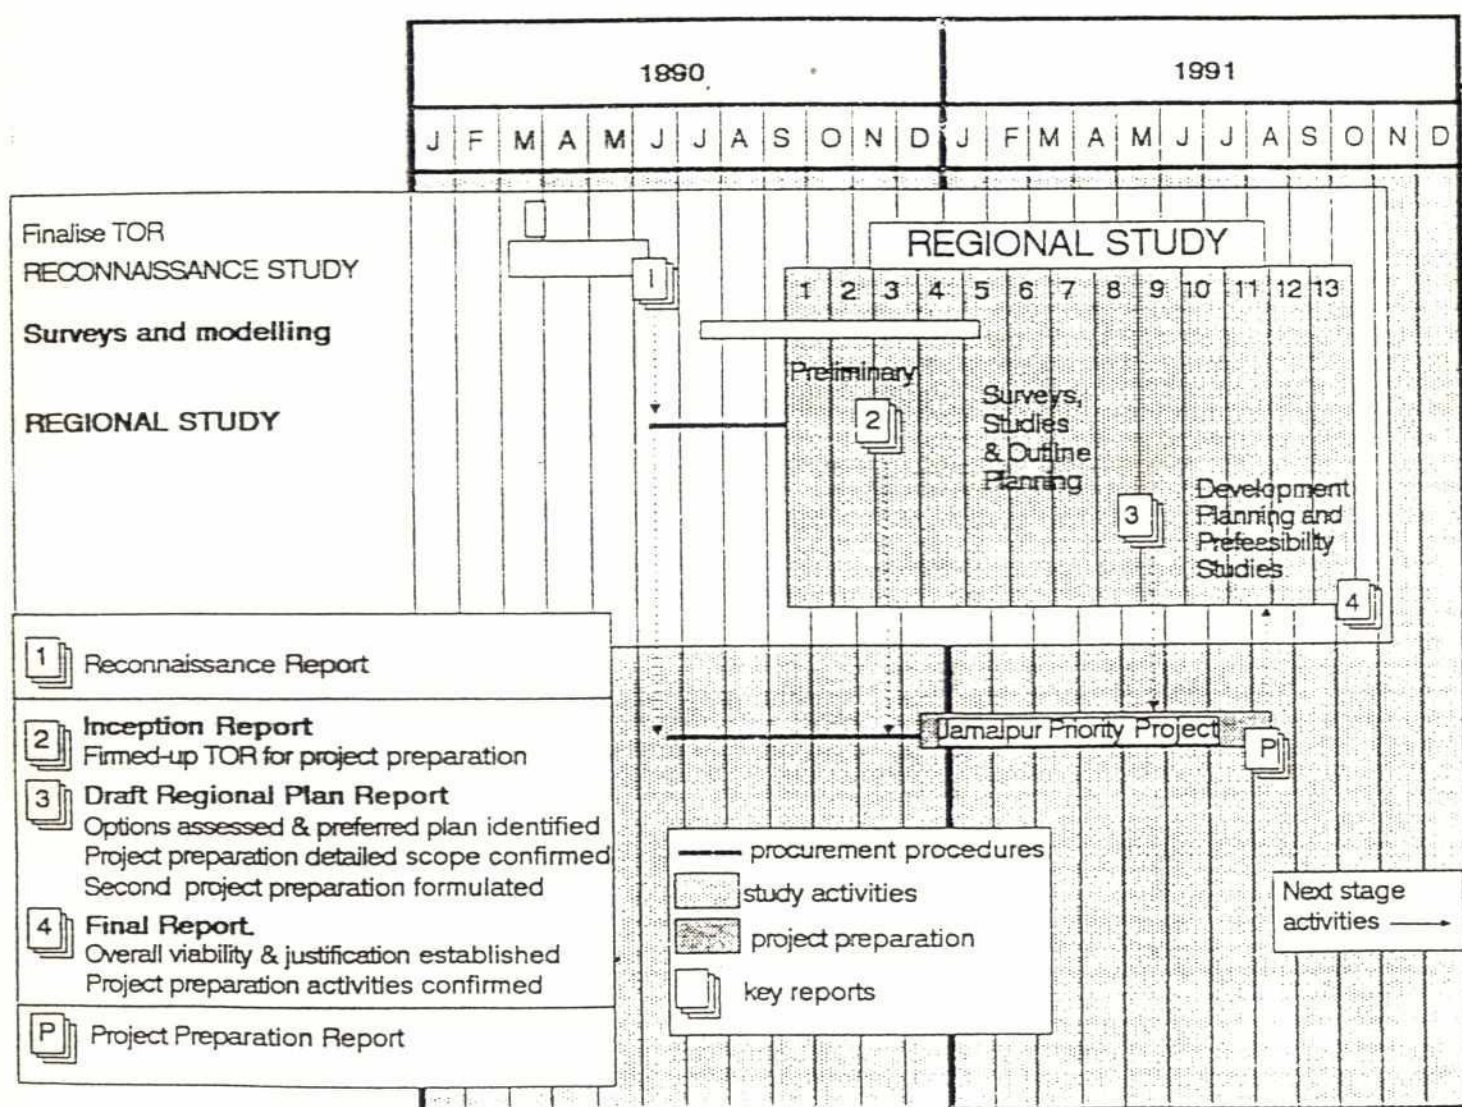 1990
1991
J F M A M J J A S O N D J F M A M J J A S O N D
Finalise TOR
RECONNAISSANCE STUDY
1
REGIONAL STUDY
1 2 3 4 5 6 7 8 9 10 11 12 13
Surveys and modelling
Preliminary
REGIONAL STUDY
2
Surveys,
Studies
& Outline
Planning
3
Development
Planning and
Prefeasibility
Studies
4
1 Reconnaissance Report
2 Inception Report
Firmed-up TOR for project preparation
3 Draft Regional Plan Report
Options assessed & preferred plan identified
Project preparation detailed scope confirmed
Second project preparation formulated
4 Final Report
Overall viability & justification established
Project preparation activities confirmed
P Project Preparation Report
Jamalpur Priority Project
P
procurement procedures
study activities
project preparation
key reports
Next stage
activities